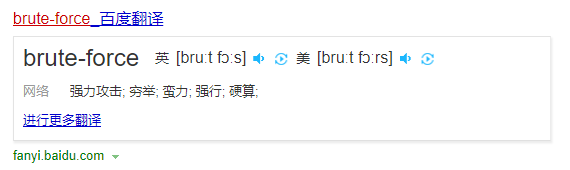 brute-force_百度翻译
brute-force 英 [bruːt fɔːs] 美 [bruːt fɔːrs]
网络 强力攻击; 穷举; 蛮力; 强行; 硬算;
进行更多翻译
fanyi.baidu.com